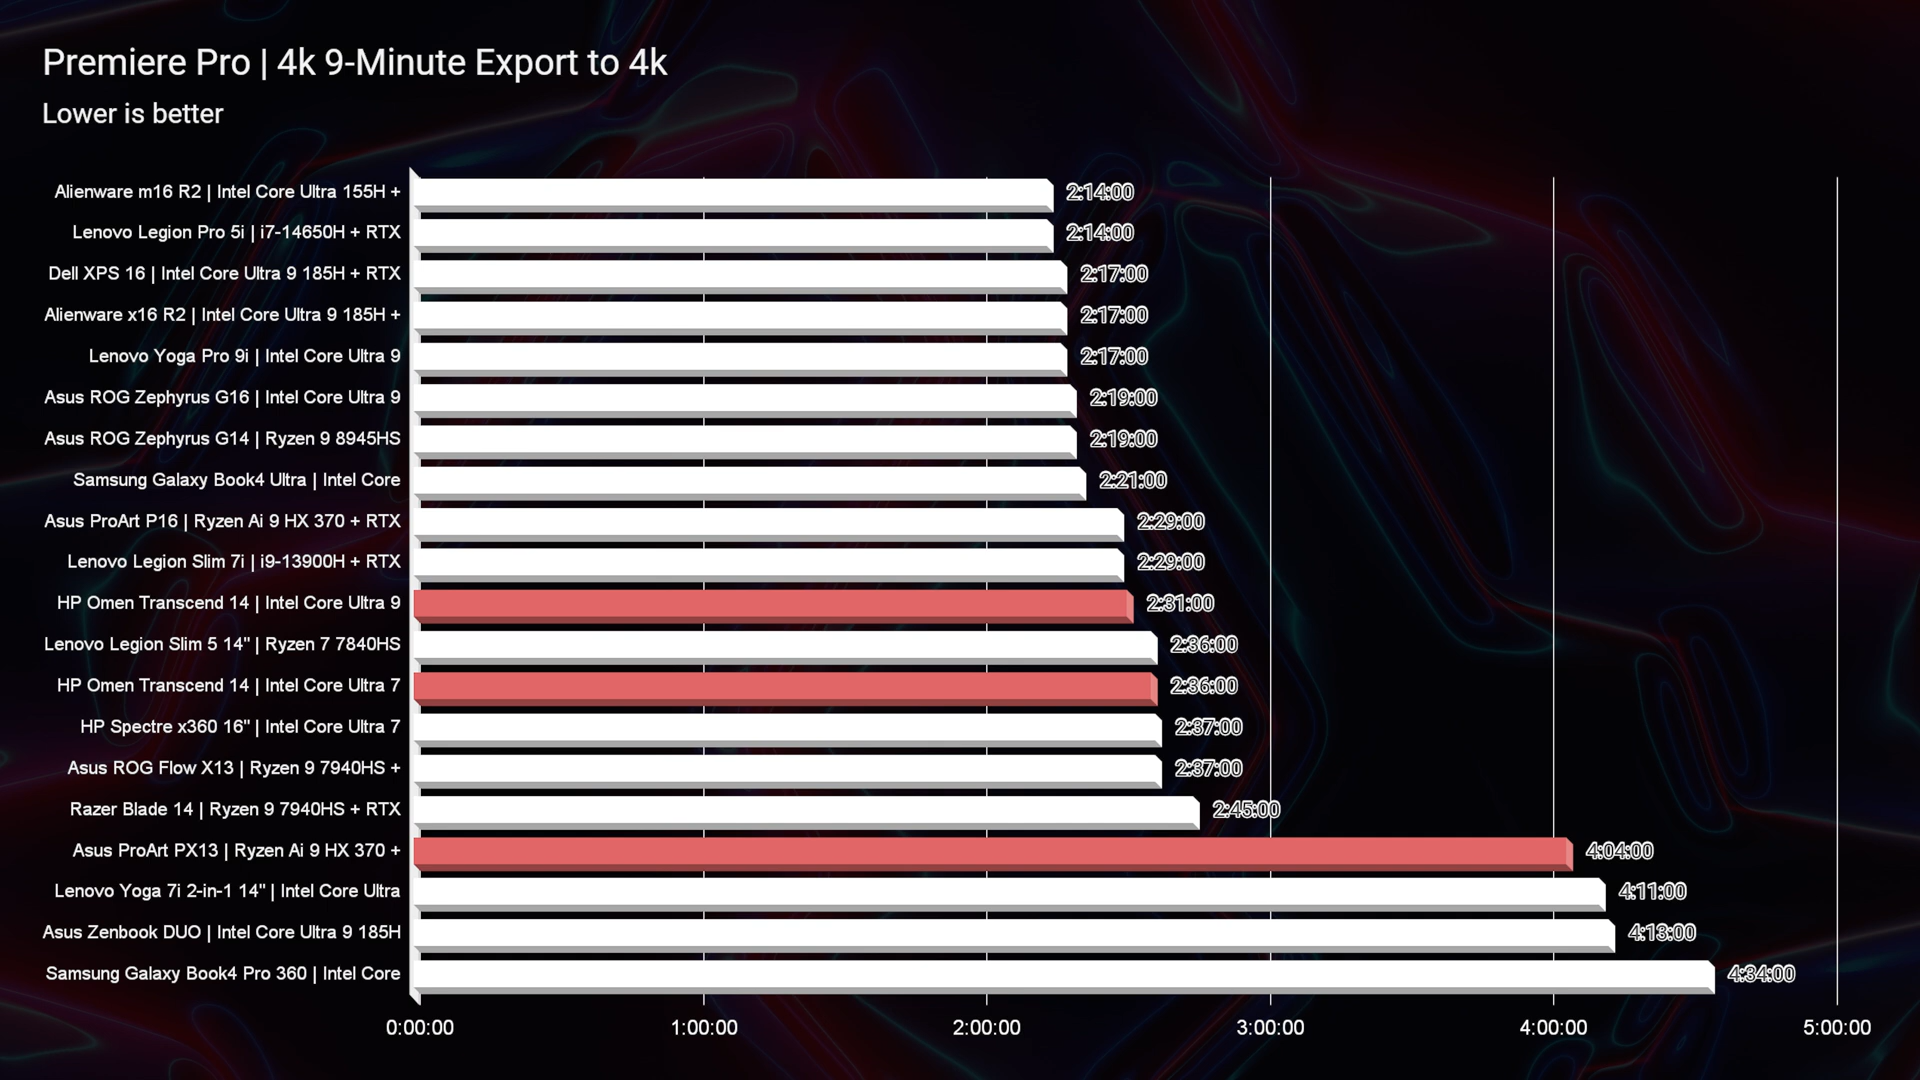 Premiere Pro | 4k 9-Minute Export to 4k
Lower is better
Alienware m16 R2 | Intel Core Ultra 155H + 2:14:00
Lenovo Legion Pro 5i | i7-14650H + RTX 2:14:00
Dell XPS 16 | Intel Core Ultra 9 185H + RTX 2:17:00
Alienware x16 R2 | Intel Core Ultra 9 185H + 2:17:00
Lenovo Yoga Pro 9i | Intel Core Ultra 9 2:17:00
Asus ROG Zephyrus G16 | Intel Core Ultra 9 2:19:00
Asus ROG Zephyrus G14 | Ryzen 9 8945HS 2:19:00
Samsung Galaxy Book4 Ultra | Intel Core 2:21:00
Asus ProArt P16 | Ryzen Ai 9 HX 370 + RTX 2:29:00
Lenovo Legion Slim 7i | i9-13900H + RTX 2:29:00
HP Omen Transcend 14 | Intel Core Ultra 9 2:31:00
Lenovo Legion Slim 5 14" | Ryzen 7 7840HS 2:36:00
HP Omen Transcend 14 | Intel Core Ultra 7 2:36:00
HP Spectre x360 16" | Intel Core Ultra 7 2:37:00
Asus ROG Flow X13 | Ryzen 9 7940HS + 2:37:00
Razer Blade 14 | Ryzen 9 7940HS + RTX 2:45:00
Asus ProArt PX13 | Ryzen Ai 9 HX 370 + 4:04:00
Lenovo Yoga 7i 2-in-1 14" | Intel Core Ultra 4:11:00
Asus Zenbook DUO | Intel Core Ultra 9 185H 4:13:00
Samsung Galaxy Book4 Pro 360 | Intel Core 4:34:00
0:00:00 1:00:00 2:00:00 3:00:00 4:00:00 5:00:00